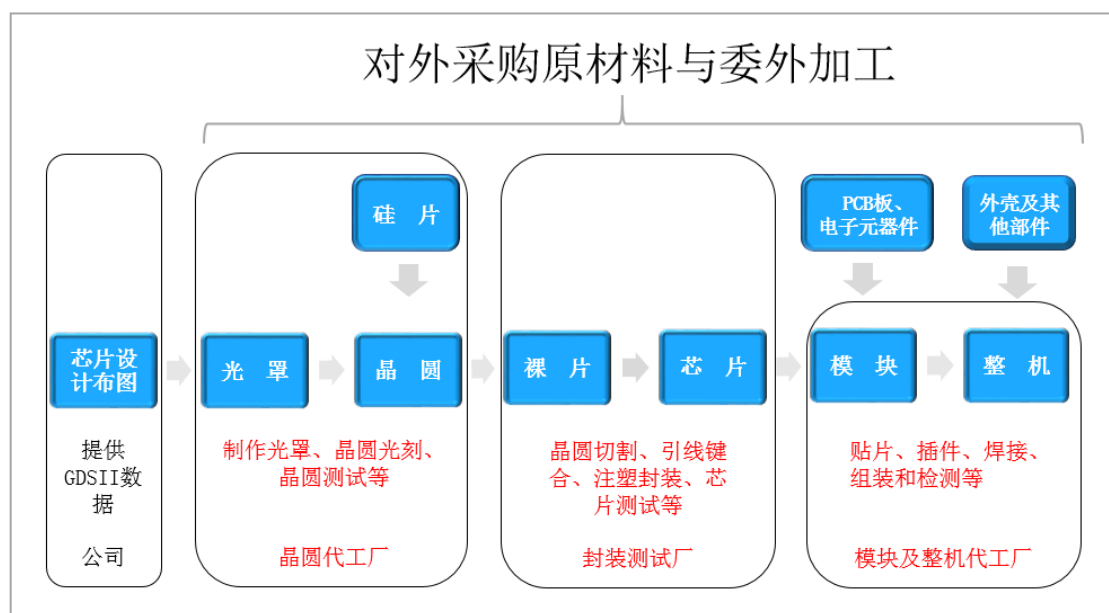 对外采购原材料与委外加工
硅 片
PCB板、
电子元器件
外壳及其
他部件
芯片设
计布图
光 罩
晶 圆
裸 片
芯 片
模 块
整 机
提供
GDSII数
据
制作光罩、晶圆光刻、
晶圆测试等
晶圆切割、引线键
合、注塑封装、芯
片测试等
贴片、插件、焊接、
组装和检测等
公司
晶圆代工厂
封装测试厂
模块及整机代工厂